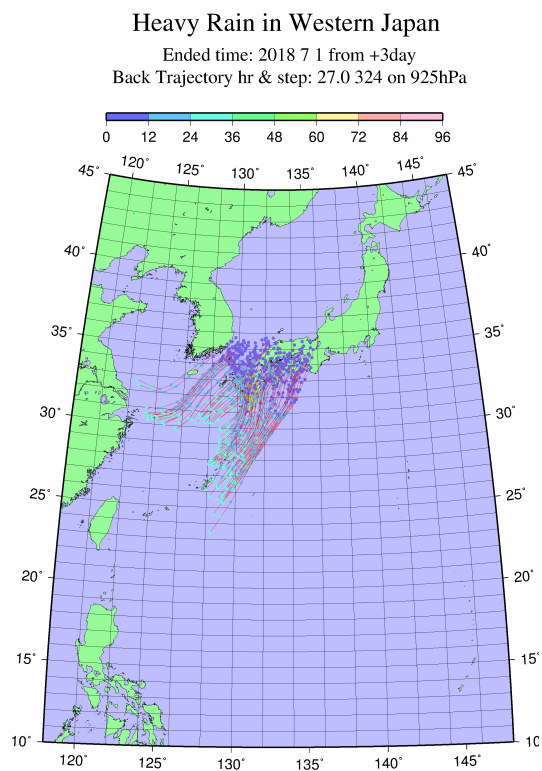 Heavy Rain in Western Japan
Ended time: 2018 7 1 from +3day
Back Trajectory hr & step: 27.0 324 on 925hPa
0 12 24 36 48 60 72 84 96
120° 125° 130° 135° 140° 145°
45° 45°
40° 40°
35° 35°
30° 30°
25° 25°
20° 20°
15° 15°
10° 10°
120° 125° 130° 135° 140° 145°